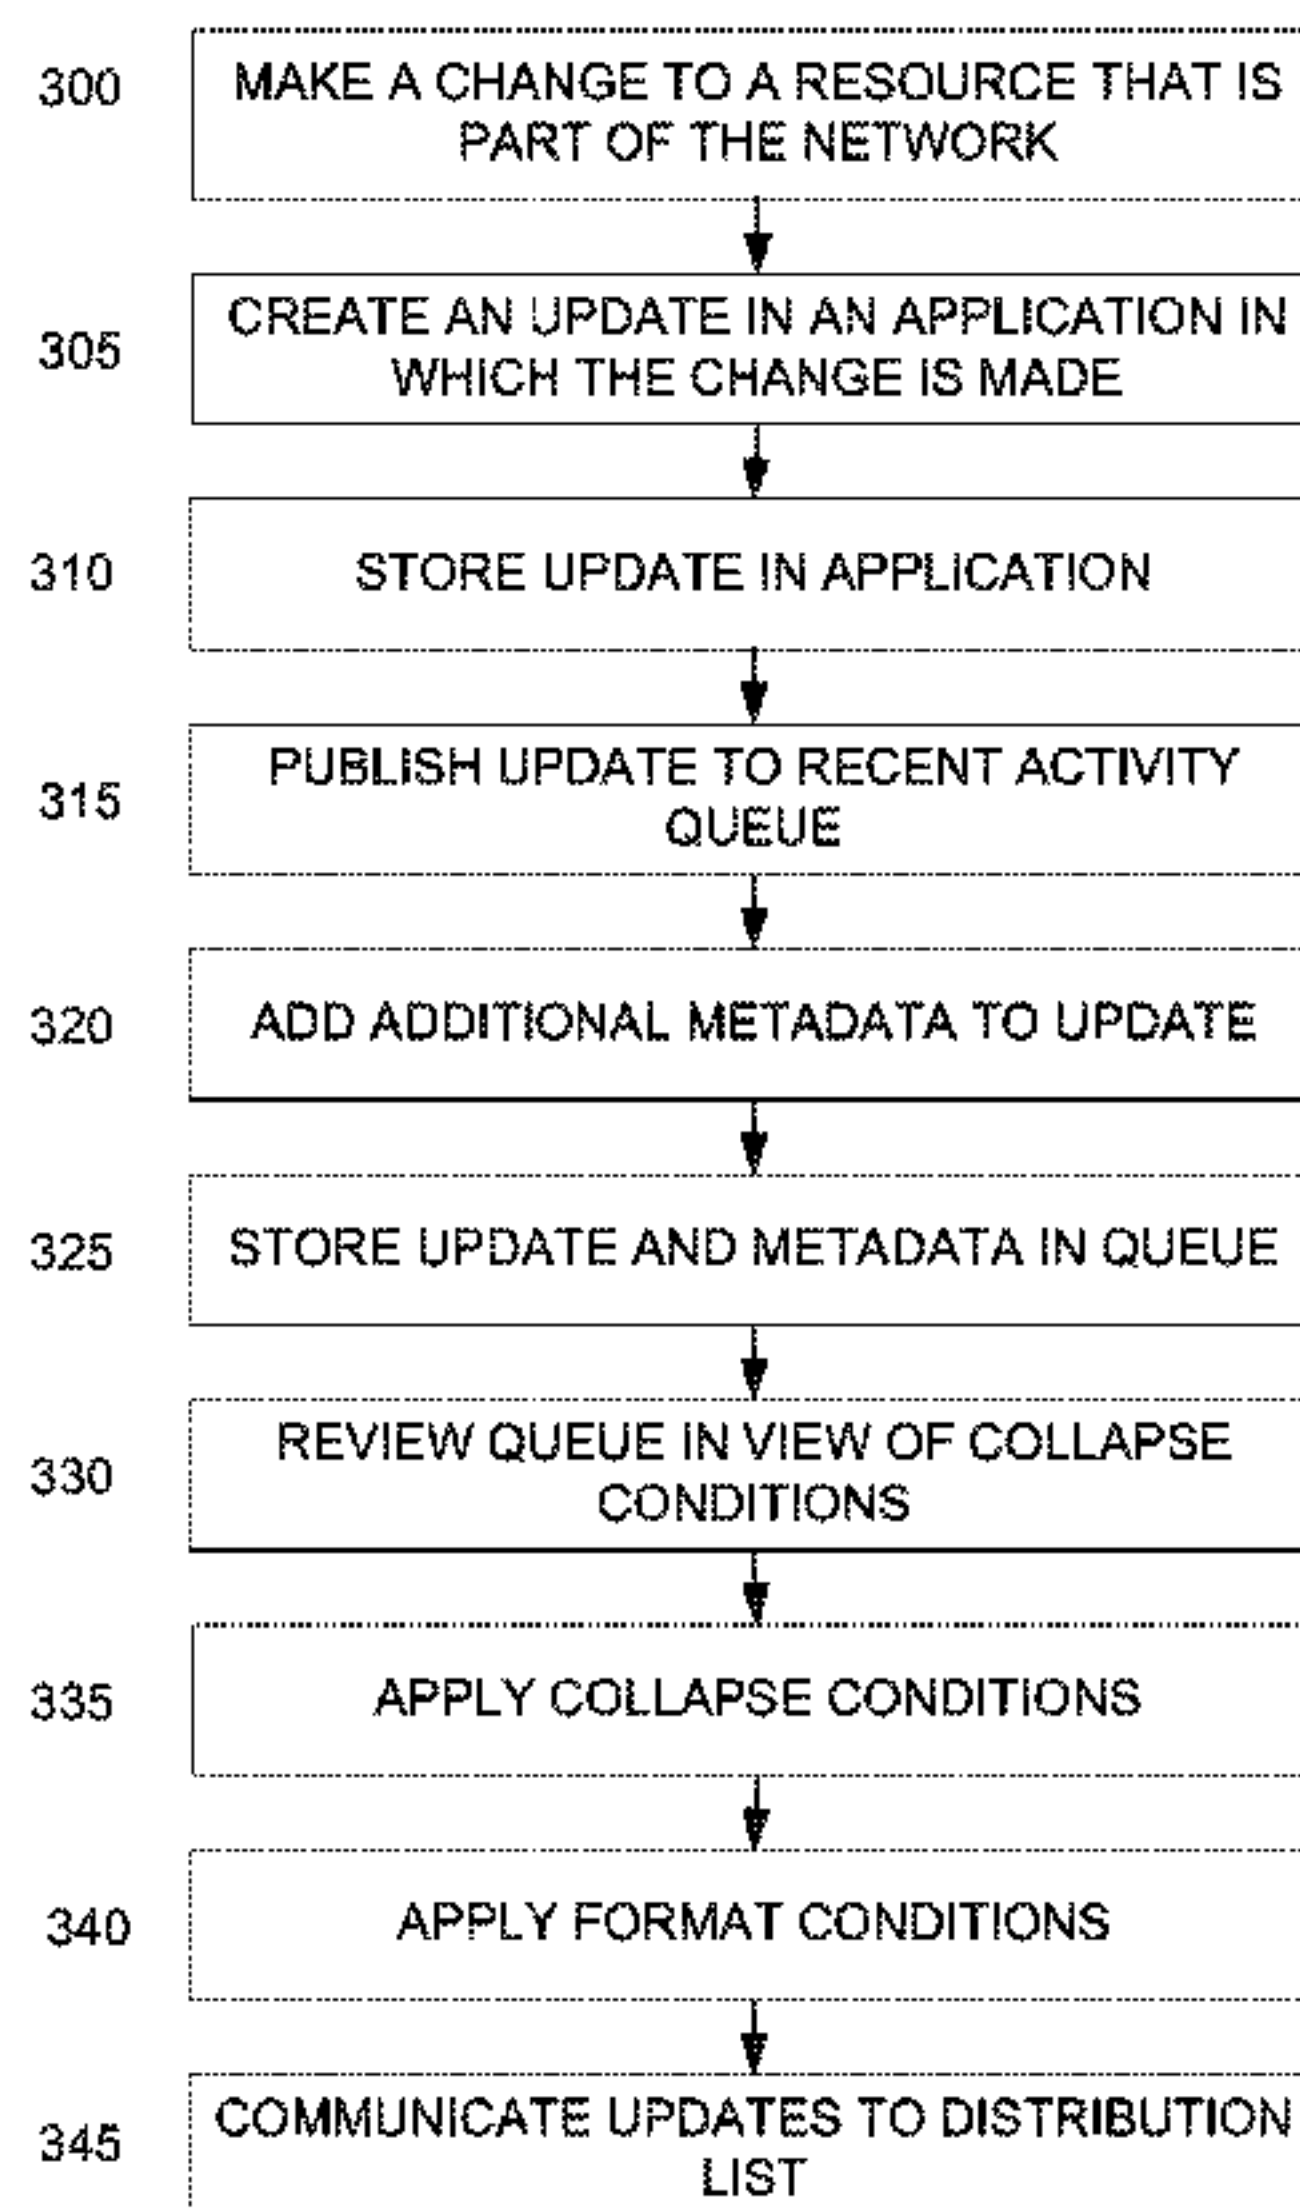 300
MAKE A CHANGE TO A RESOURCE THAT IS
PART OF THE NETWORK
305
CREATE AN UPDATE IN AN APPLICATION IN
WHICH THE CHANGE IS MADE
310
STORE UPDATE IN APPLICATION
315
PUBLISH UPDATE TO RECENT ACTIVITY
QUEUE
320
ADD ADDITIONAL METADATA TO UPDATE
325
STORE UPDATE AND METADATA IN QUEUE
330
REVIEW QUEUE IN VIEW OF COLLAPSE
CONDITIONS
335
APPLY COLLAPSE CONDITIONS
340
APPLY FORMAT CONDITIONS
345
COMMUNICATE UPDATES TO DISTRIBUTION
LIST